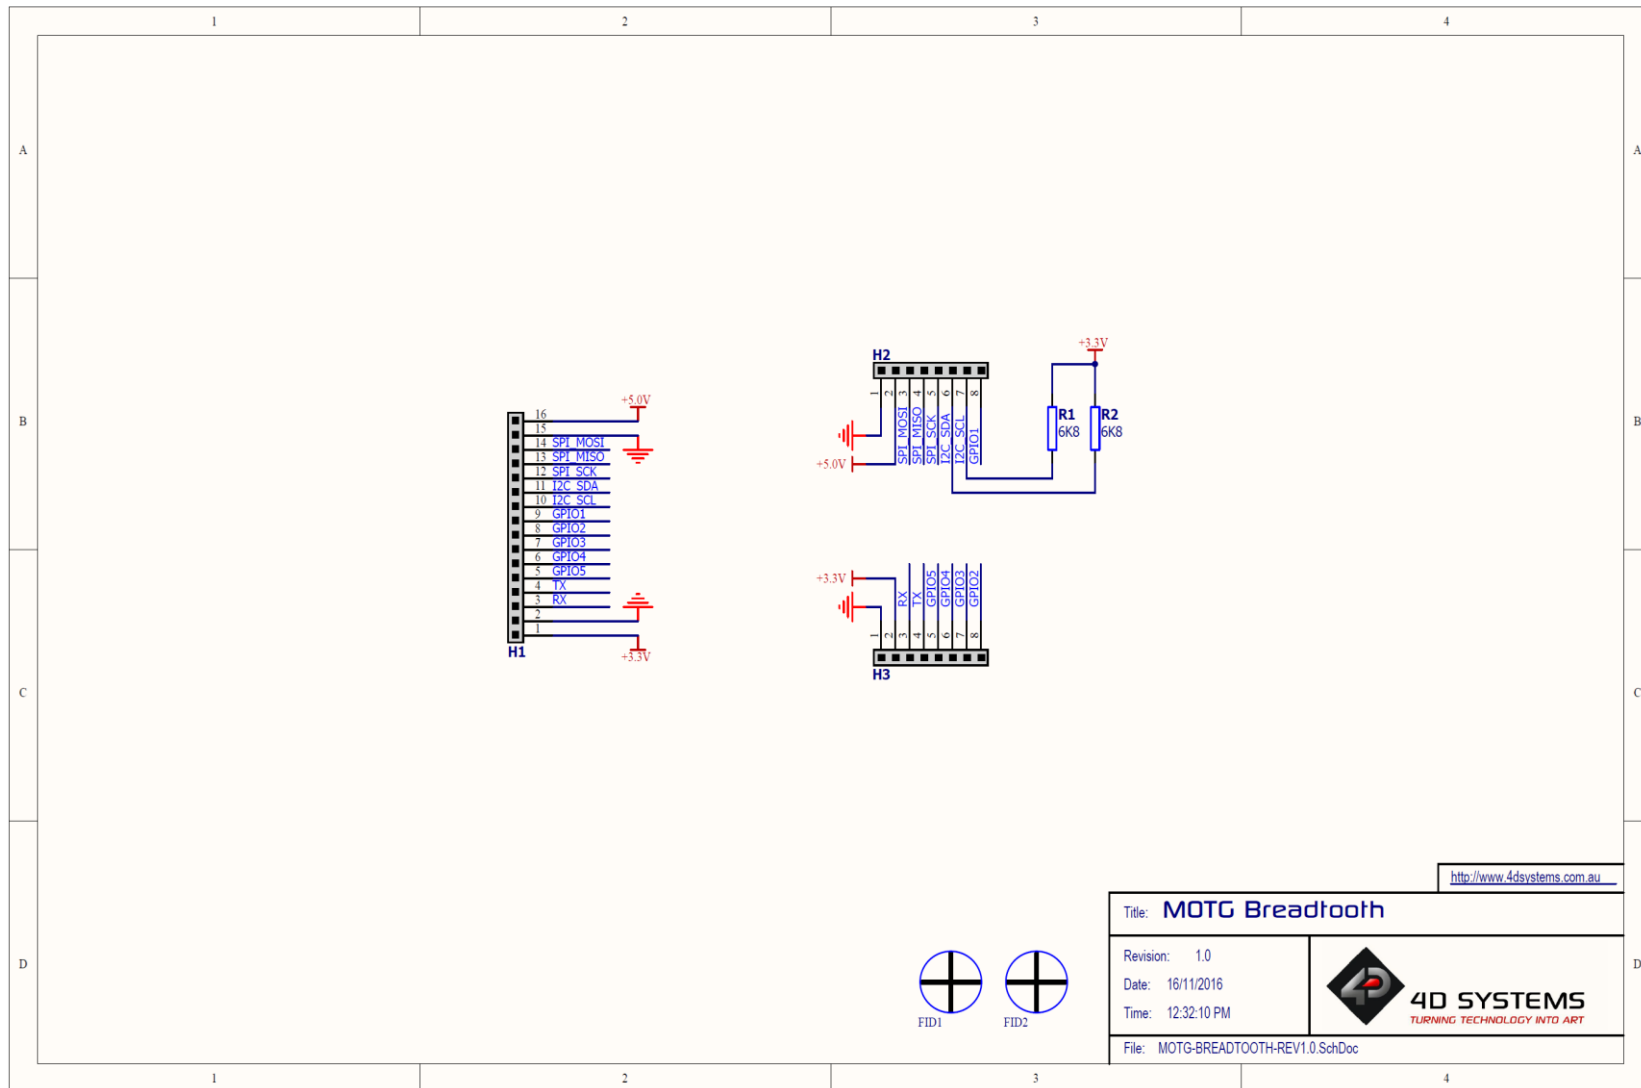 1 2 3 4
A A
+3.3V
H2
1 2 3 4 5 6 7 8
SPI_MOSI
SPI_MISO
SPI_SCK
I2C_SDA
I2C_SCL
GPIO1
R1 R2
6K8 6K8
+5.0V
B B
+5.0V
16
15
14 SPI_MOSI
13 SPI_MISO
12 SPI_SCK
11 I2C_SDA
10 I2C_SCL
9 GPIO1
8 GPIO2
7 GPIO3
6 GPIO4
5 GPIO5
4 TX
3 RX
2
1
H1
+3.3V
+3.3V
RX
TX
GPIO5
GPIO4
GPIO3
GPIO2
1 2 3 4 5 6 7 8
H3
C C
http://www.4dsystems.com.au
Title: MOTG Breadtooth
Revision: 1.0
Date: 16/11/2016
Time: 12:32:10 PM
4D
4D SYSTEMS
TURNING TECHNOLOGY INTO ART
File: MOTG-BREADTOOTH-REV1.0.SchDoc
D D
FID1 FID2
1 2 3 4